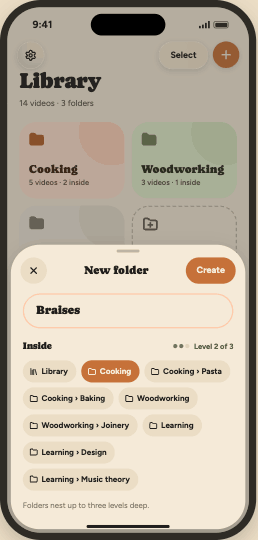 9:41
Select
Library
14 videos · 3 folders
Cooking
5 videos · 2 inside
Woodworking
3 videos · 1 inside
New folder
Create
Braises
Inside
Level 2 of 3
Library
Cooking
Cooking › Pasta
Cooking › Baking
Woodworking
Woodworking › Joinery
Learning
Learning › Design
Learning › Music theory
Folders nest up to three levels deep.